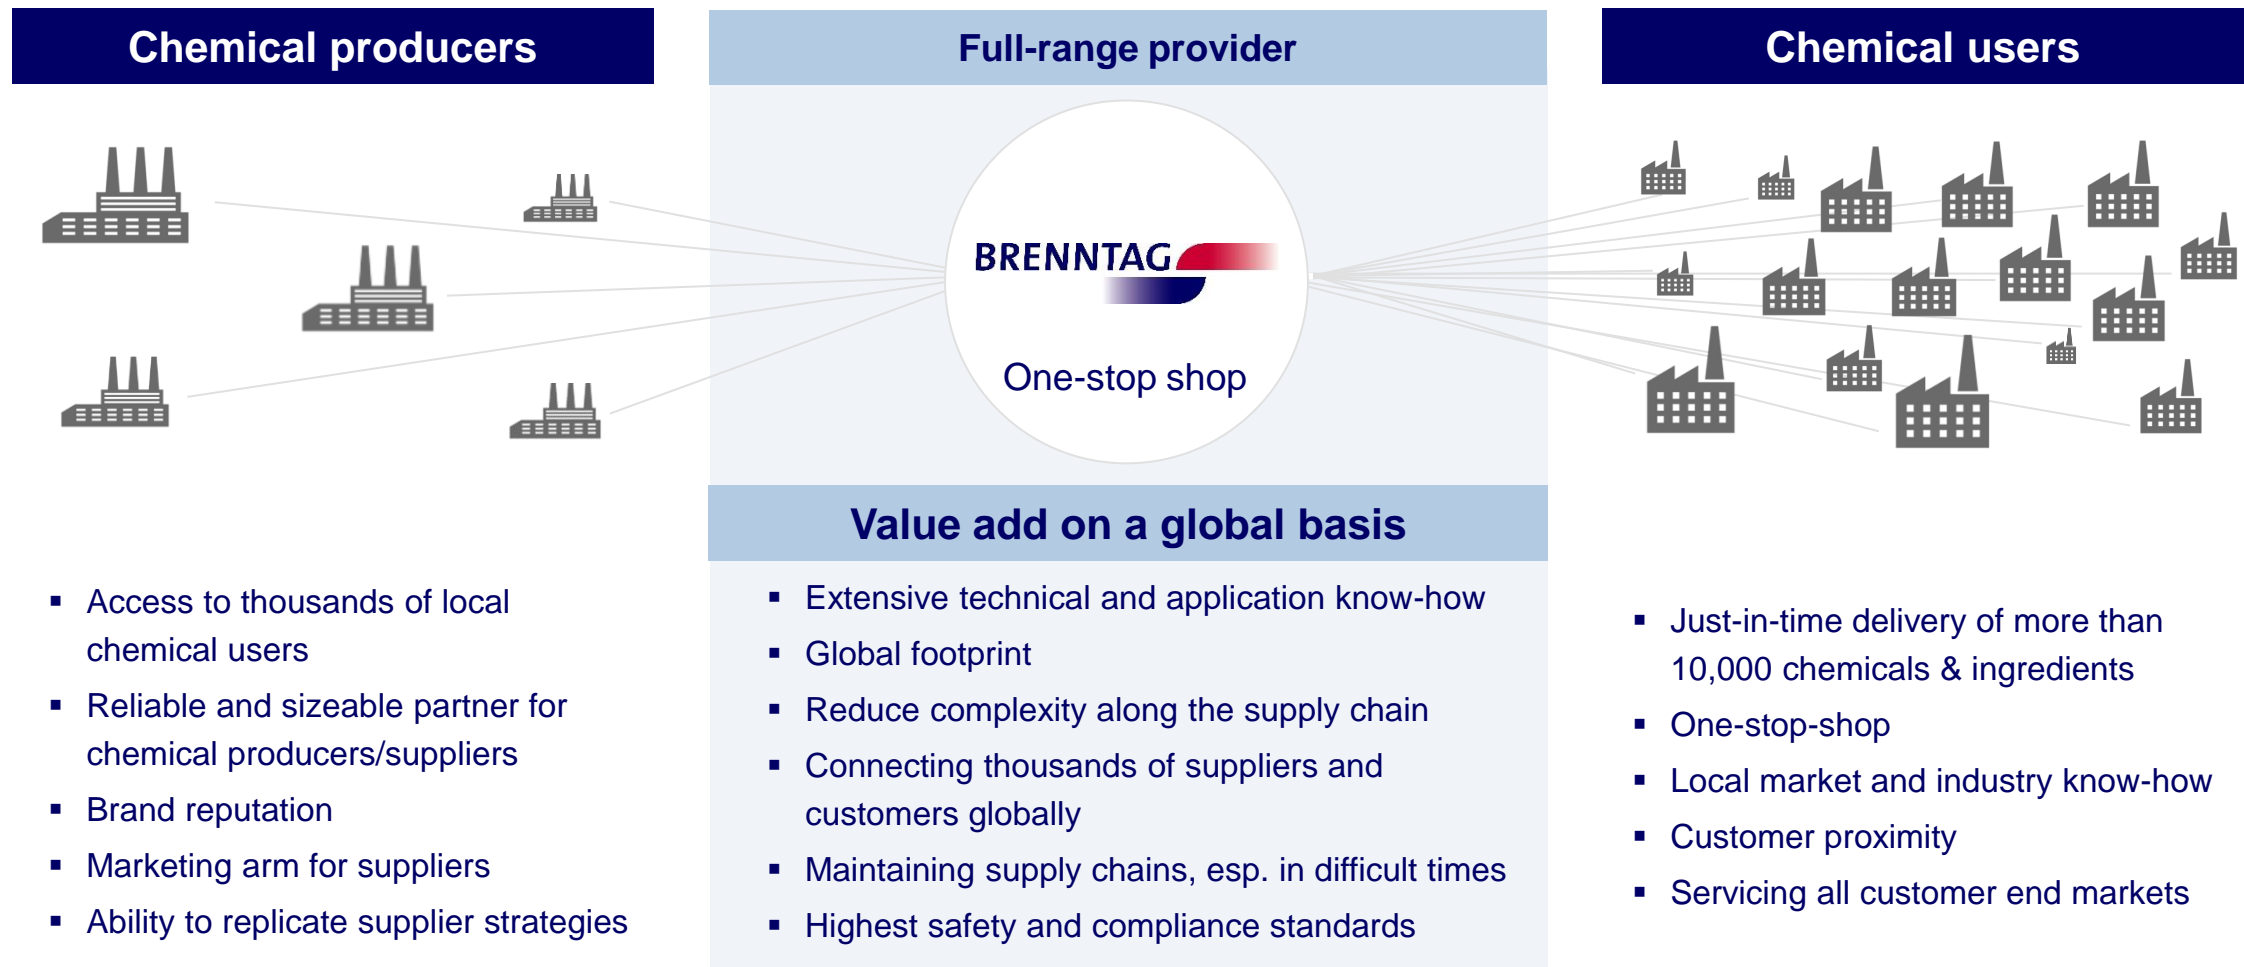 Chemical producers
Full-range provider
Chemical users
BRENNTAG
One-stop shop
Value add on a global basis
▪ Access to thousands of local
chemical users
▪ Reliable and sizeable partner for
chemical producers/suppliers
▪ Brand reputation
▪ Marketing arm for suppliers
▪ Ability to replicate supplier strategies
▪ Extensive technical and application know-how
▪ Global footprint
▪ Reduce complexity along the supply chain
▪ Connecting thousands of suppliers and
customers globally
▪ Maintaining supply chains, esp. in difficult times
▪ Highest safety and compliance standards
▪ Just-in-time delivery of more than
10,000 chemicals & ingredients
▪ One-stop-shop
▪ Local market and industry know-how
▪ Customer proximity
▪ Servicing all customer end markets